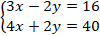 3x − 2y = 16
4x + 2y = 40